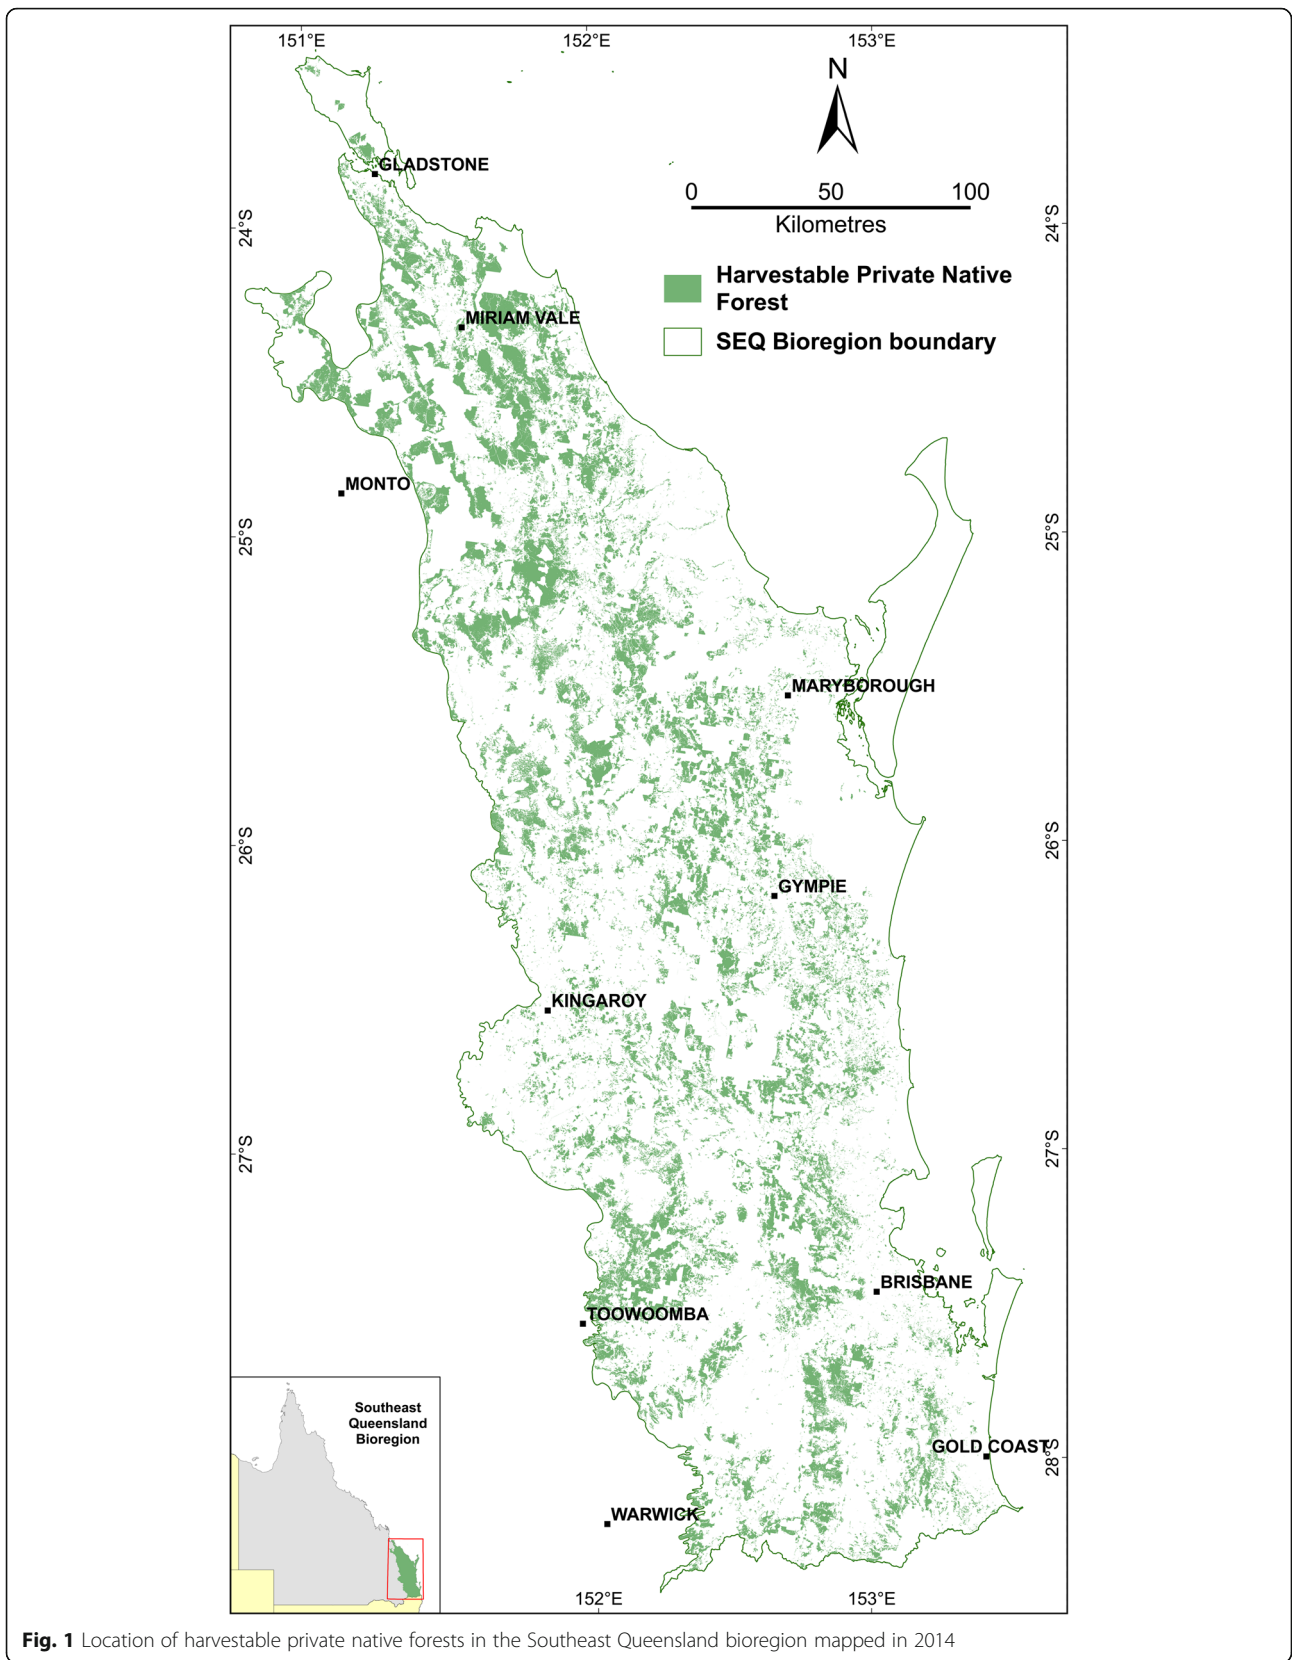 151°E 152°E 153°E
N
0 50 100
Kilometres
Harvestable Private Native
Forest
SEQ Bioregion boundary
GLADSTONE
24°S 24°S
MIRIAM VALE
MONTO
25°S 25°S
MARYBOROUGH
26°S 26°S
GYMPIE
KINGAROY
27°S 27°S
BRISBANE
TOOWOOMBA
GOLD COAST
28°S
WARWICK
Southeast
Queensland
Bioregion
152°E 153°E
Fig. 1 Location of harvestable private native forests in the Southeast Queensland bioregion mapped in 2014